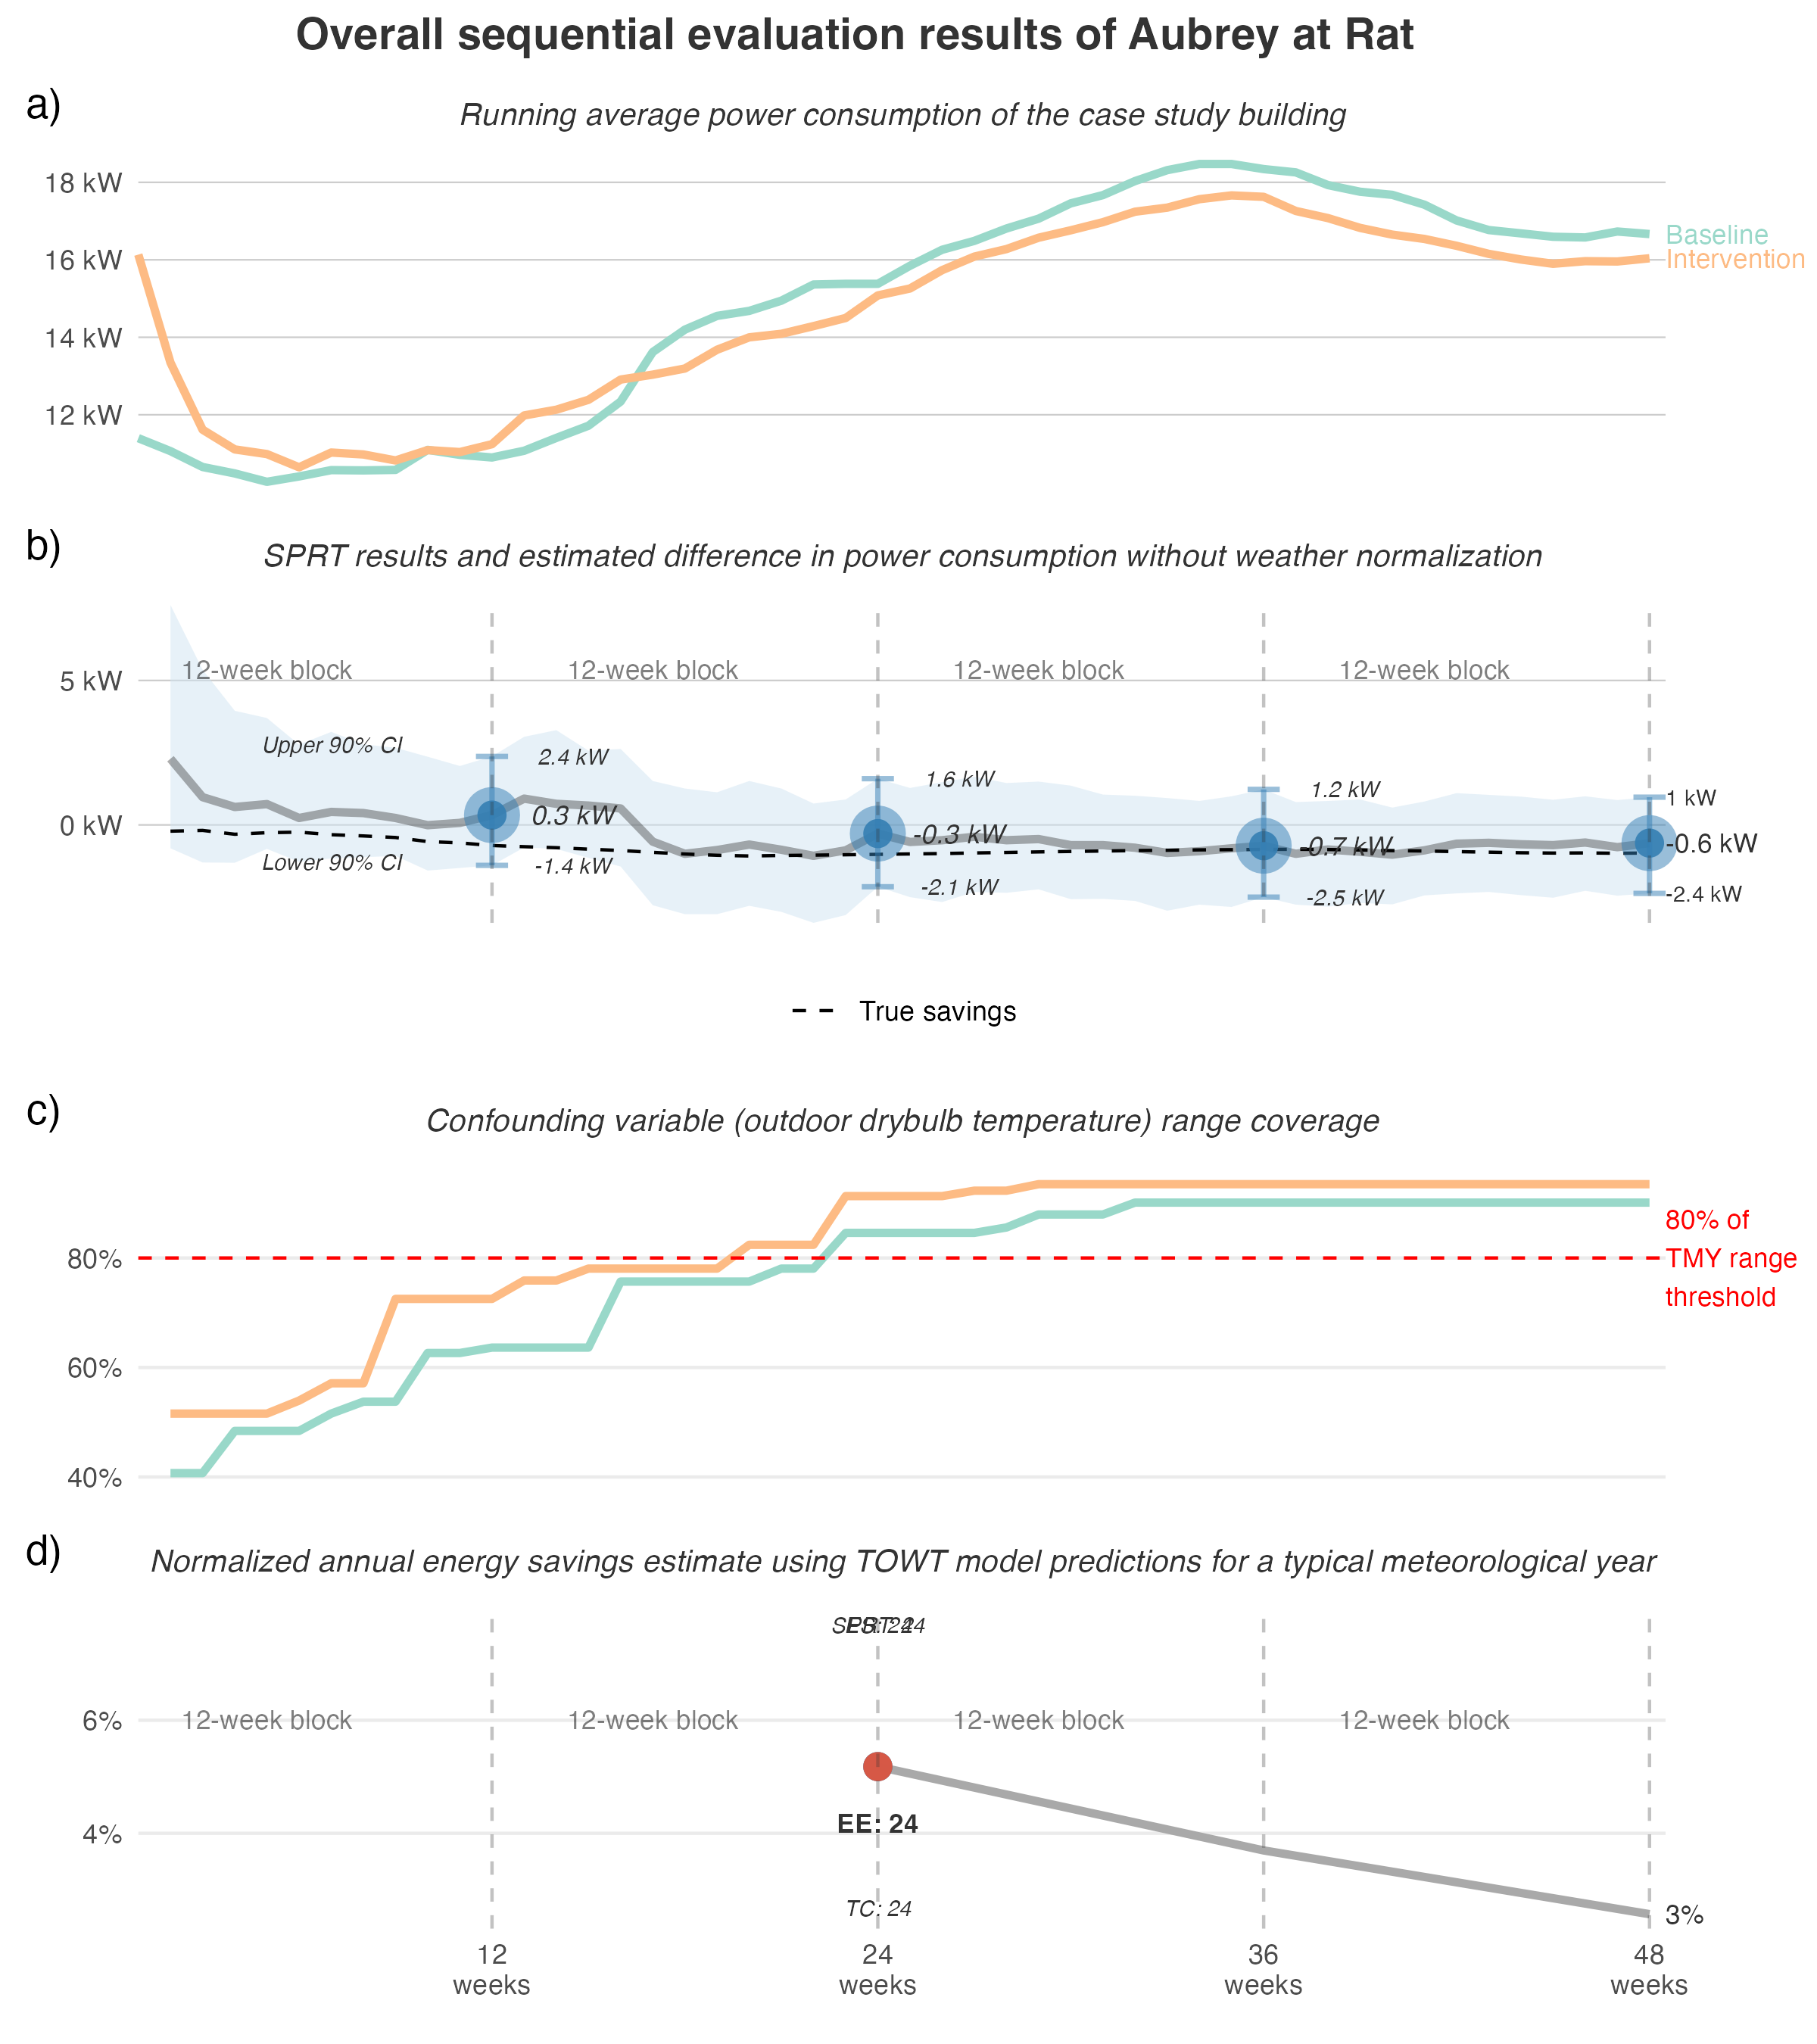 Overall sequential evaluation results of Aubrey at Rat
a)
Running average power consumption of the case study building
18 kW
16 kW
14 kW
12 kW
Baseline
Intervention
b)
SPRT results and estimated difference in power consumption without weather normalization
12-week block
12-week block
12-week block
12-week block
5 kW
0 kW
Upper 90% CI
Lower 90% CI
2.4 kW
0.3 kW
-1.4 kW
1.6 kW
-0.3 kW
-2.1 kW
1.2 kW
-0.7 kW
-2.5 kW
1 kW
-0.6 kW
-2.4 kW
True savings
c)
Confounding variable (outdoor drybulb temperature) range coverage
80%
60%
40%
80% of
TMY range
threshold
d)
Normalized annual energy savings estimate using TOWT model predictions for a typical meteorological year
SPRT: 24
12-week block
12-week block
12-week block
12-week block
6%
4%
EE: 24
TC: 24
3%
12
weeks
24
weeks
36
weeks
48
weeks